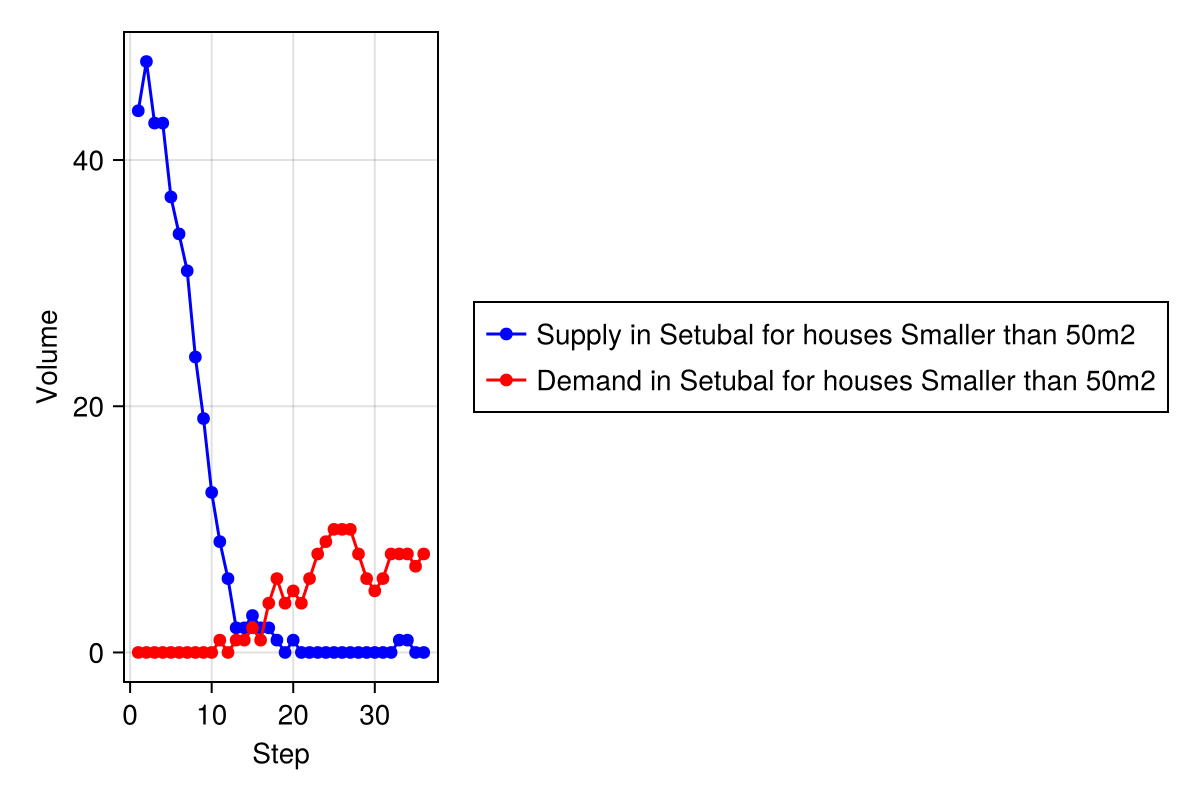 40
20
0
Volume
0 10 20 30
Step
Supply in Setubal for houses Smaller than 50m2
Demand in Setubal for houses Smaller than 50m2